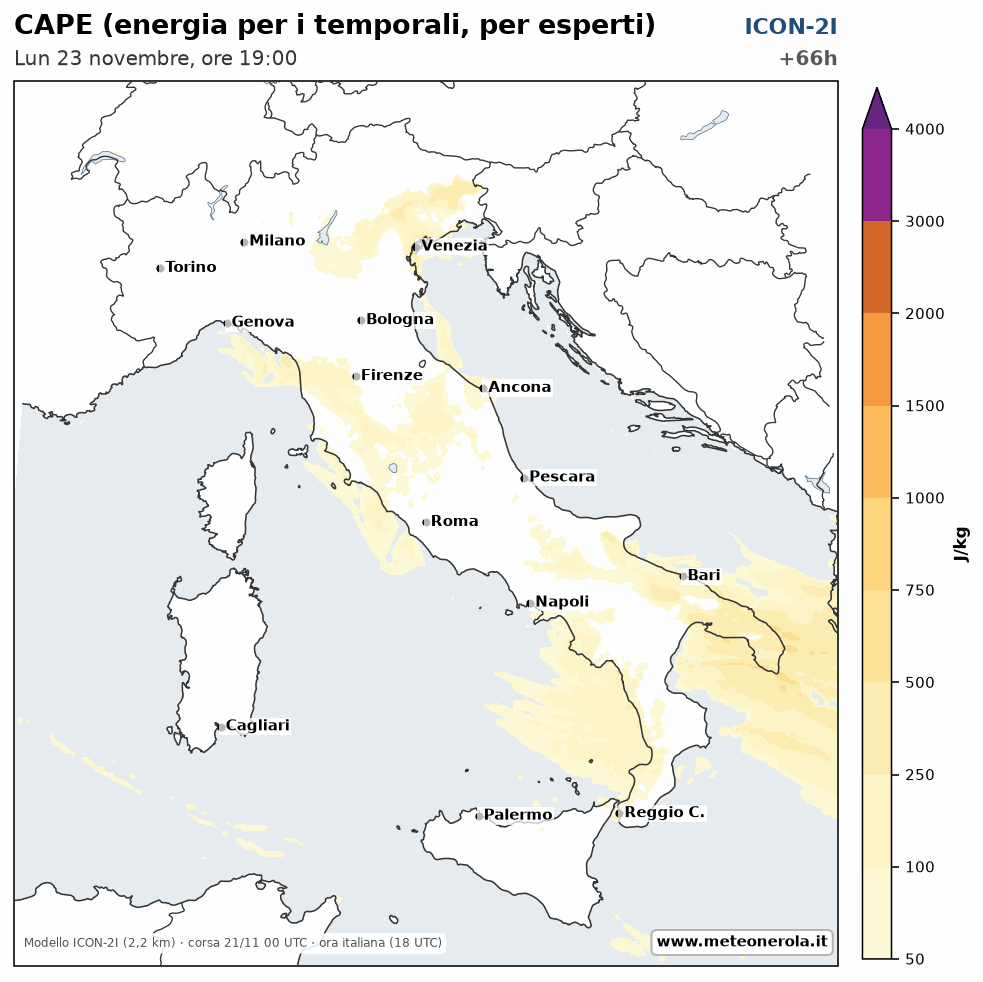 CAPE (energia per i temporali, per esperti)
ICON-2I
Lun 23 novembre, ore 19:00
+66h
4000
3000
2000
1500
1000
750
500
250
100
50
J/kg
Milano
Venezia
Torino
Genova
Bologna
Firenze
Ancona
Pescara
Roma
Bari
Napoli
Cagliari
Palermo
Reggio C.
Modello ICON-2I (2,2 km) · corsa 21/11 00 UTC · ora italiana (18 UTC)
www.meteonerola.it